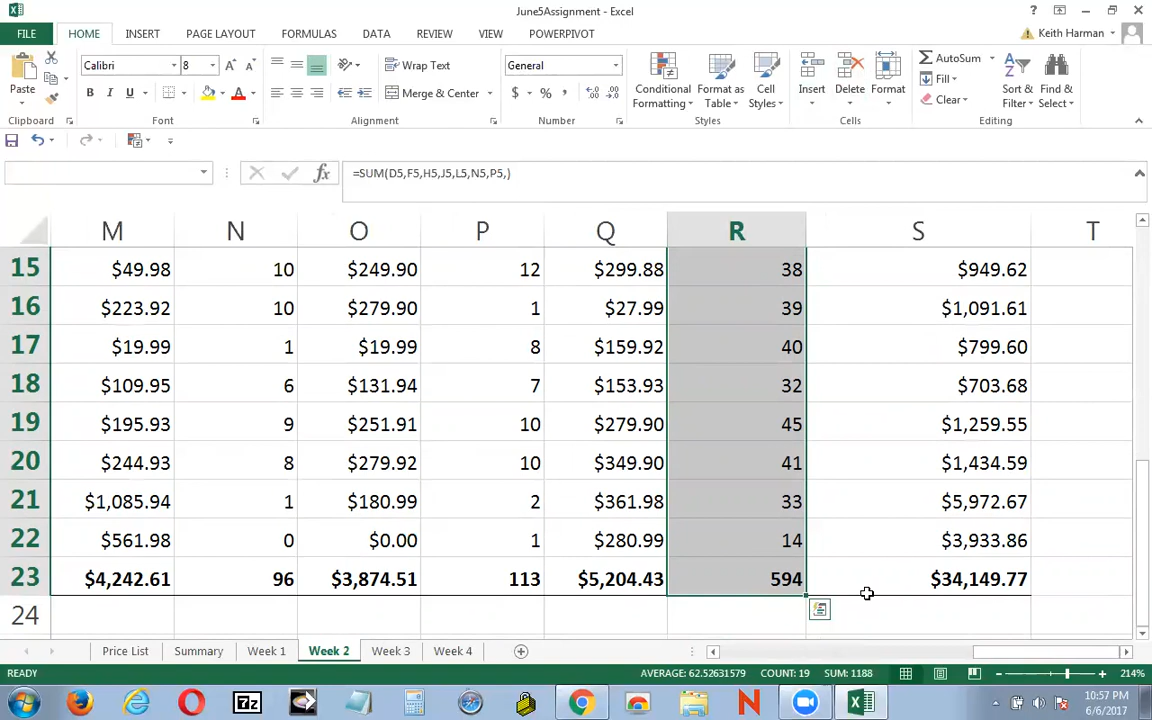 June5Assignment - Excel
FILE HOME INSERT PAGE LAYOUT FORMULAS DATA REVIEW VIEW POWERPIVOT Keith Harman
Calibri 8 Wrap Text General AutoSum
Paste B I U Merge & Center $ % , Conditional Formatting Format as Table Cell Styles Insert Delete Format Fill Clear Sort & Filter Find & Select
Clipboard Font Alignment Number Styles Cells Editing
fx =SUM(D5,F5,H5,J5,L5,N5,P5,)
M N O P Q R S T
15 $49.98 10 $249.90 12 $299.88 38 $949.62
16 $223.92 10 $279.90 1 $27.99 39 $1,091.61
17 $19.99 1 $19.99 8 $159.92 40 $799.60
18 $109.95 6 $131.94 7 $153.93 32 $703.68
19 $195.93 9 $251.91 10 $279.90 45 $1,259.55
20 $244.93 8 $279.92 10 $349.90 41 $1,434.59
21 $1,085.94 1 $180.99 2 $361.98 33 $5,972.67
22 $561.98 0 $0.00 1 $280.99 14 $3,933.86
23 $4,242.61 96 $3,874.51 113 $5,204.43 594 $34,149.77
24
Price List Summary Week 1 Week 2 Week 3 Week 4
READY AVERAGE: 62.52631579 COUNT: 19 SUM: 1188 214%
10:57 PM
6/6/2017